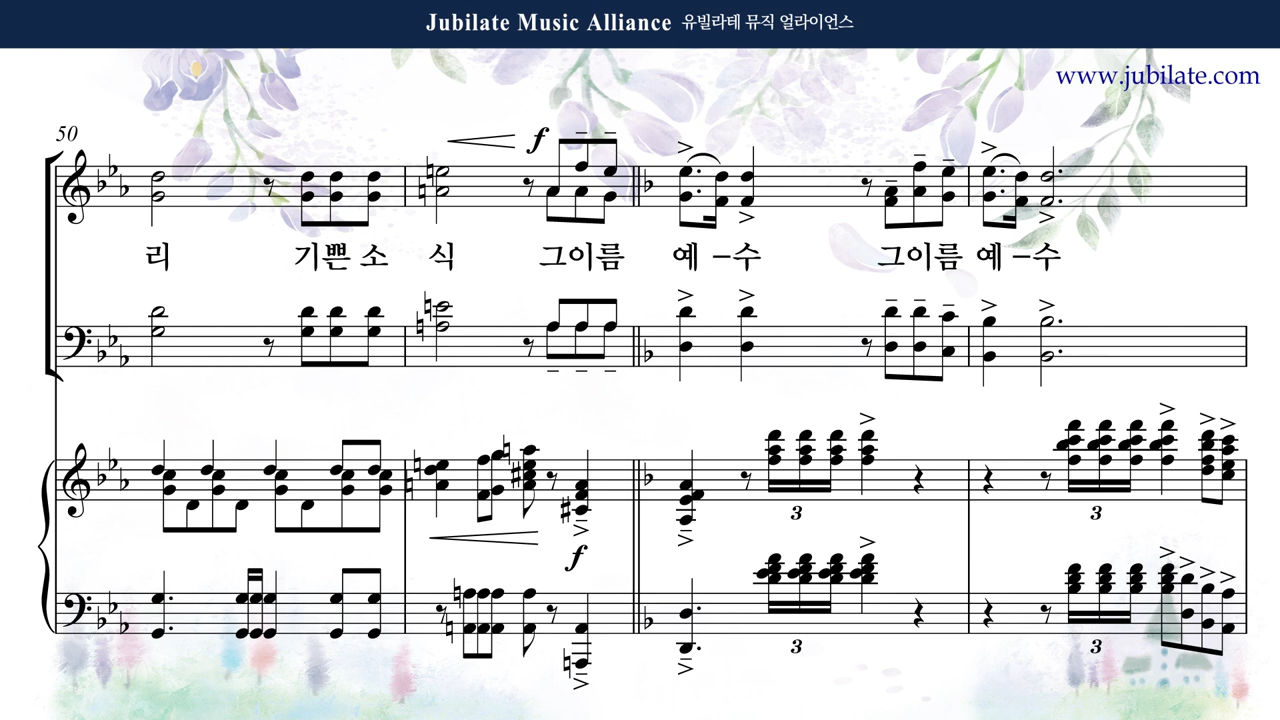 Jubilate Music Alliance 유빌라테 뮤직 얼라이언스
www.jubilate.com
50
f
리 기쁜 소 식 그이름 예 –수 그이름 예 –수
3 3
f
3 3